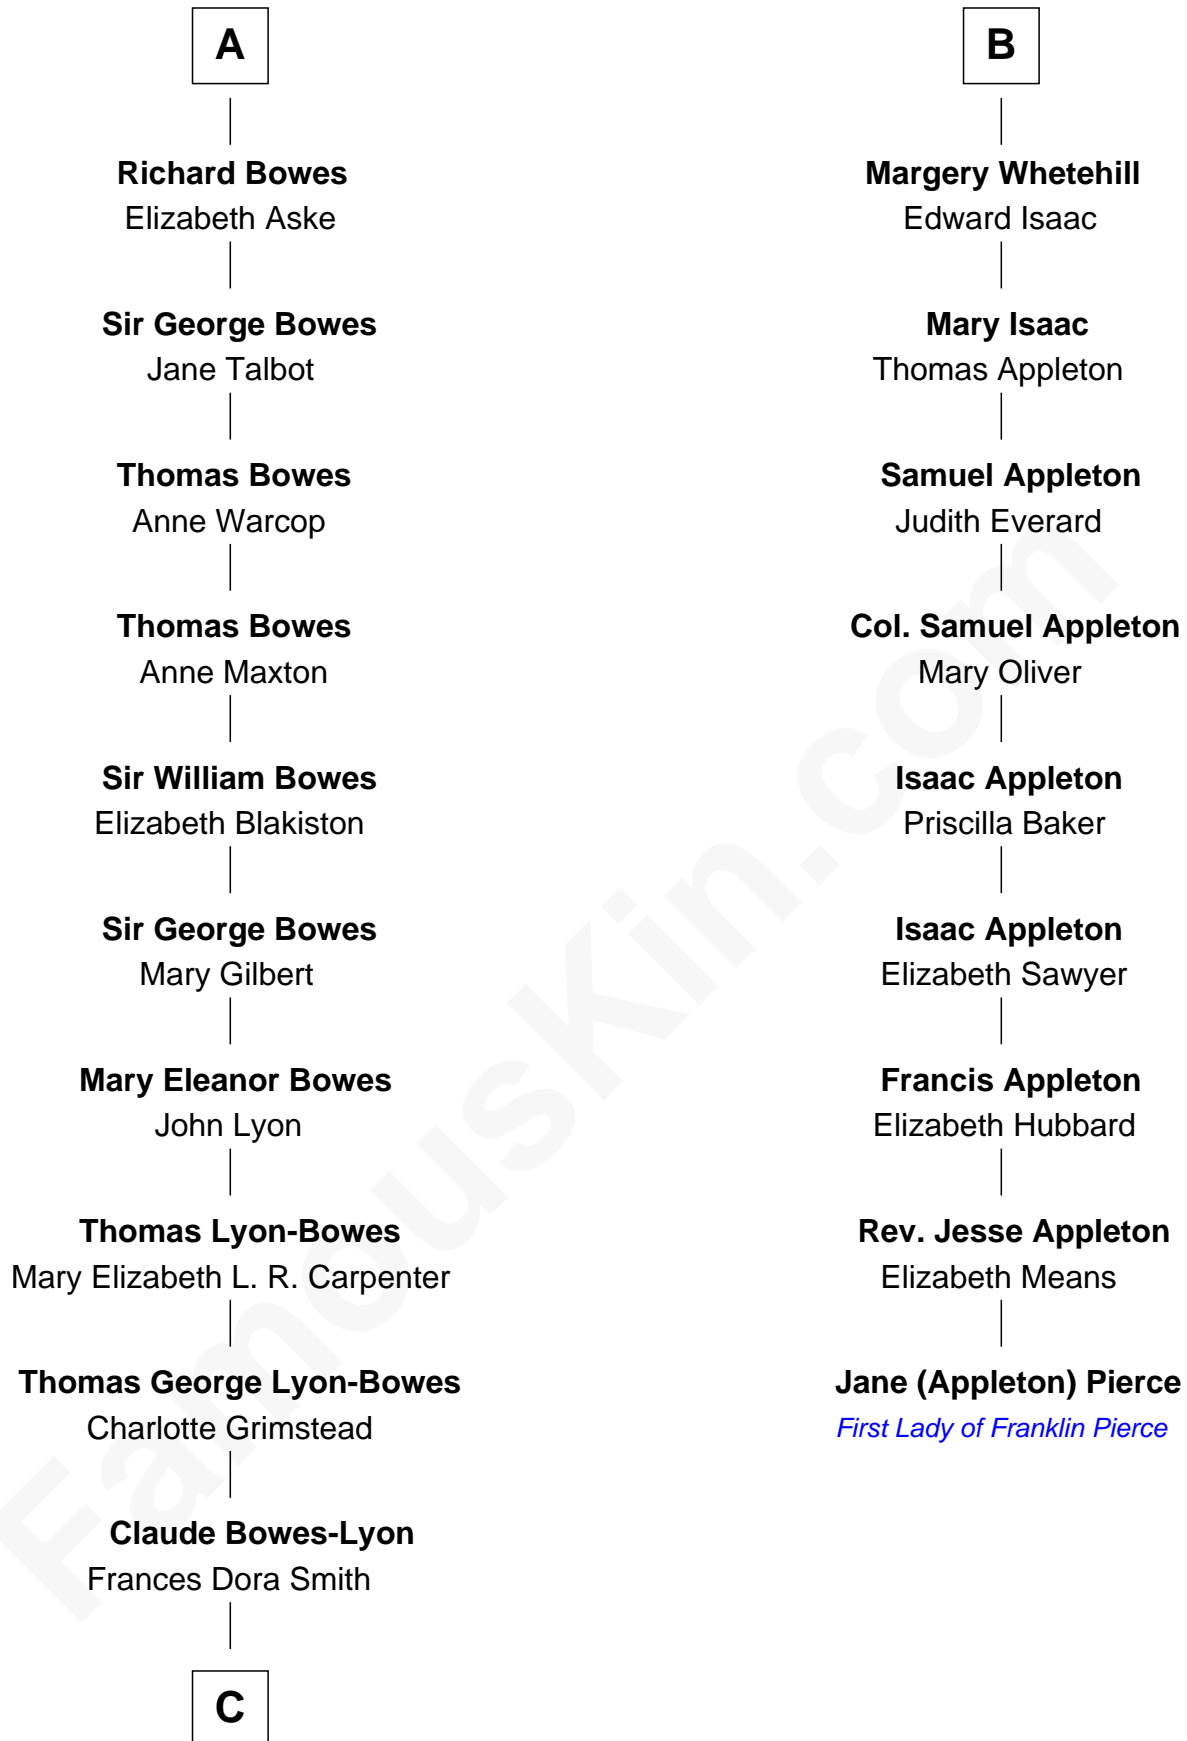 A
Richard Bowes
Elizabeth Aske
Sir George Bowes
Jane Talbot
Thomas Bowes
Anne Warcop
Thomas Bowes
Anne Maxton
Sir William Bowes
Elizabeth Blakiston
Sir George Bowes
Mary Gilbert
Mary Eleanor Bowes
John Lyon
Thomas Lyon-Bowes
Mary Elizabeth L. R. Carpenter
Thomas George Lyon-Bowes
Charlotte Grimstead
Claude Bowes-Lyon
Frances Dora Smith
C
B
Margery Whetehill
Edward Isaac
Mary Isaac
Thomas Appleton
Samuel Appleton
Judith Everard
Col. Samuel Appleton
Mary Oliver
Isaac Appleton
Priscilla Baker
Isaac Appleton
Elizabeth Sawyer
Francis Appleton
Elizabeth Hubbard
Rev. Jesse Appleton
Elizabeth Means
Jane (Appleton) Pierce
First Lady of Franklin Pierce
FamousKin.com